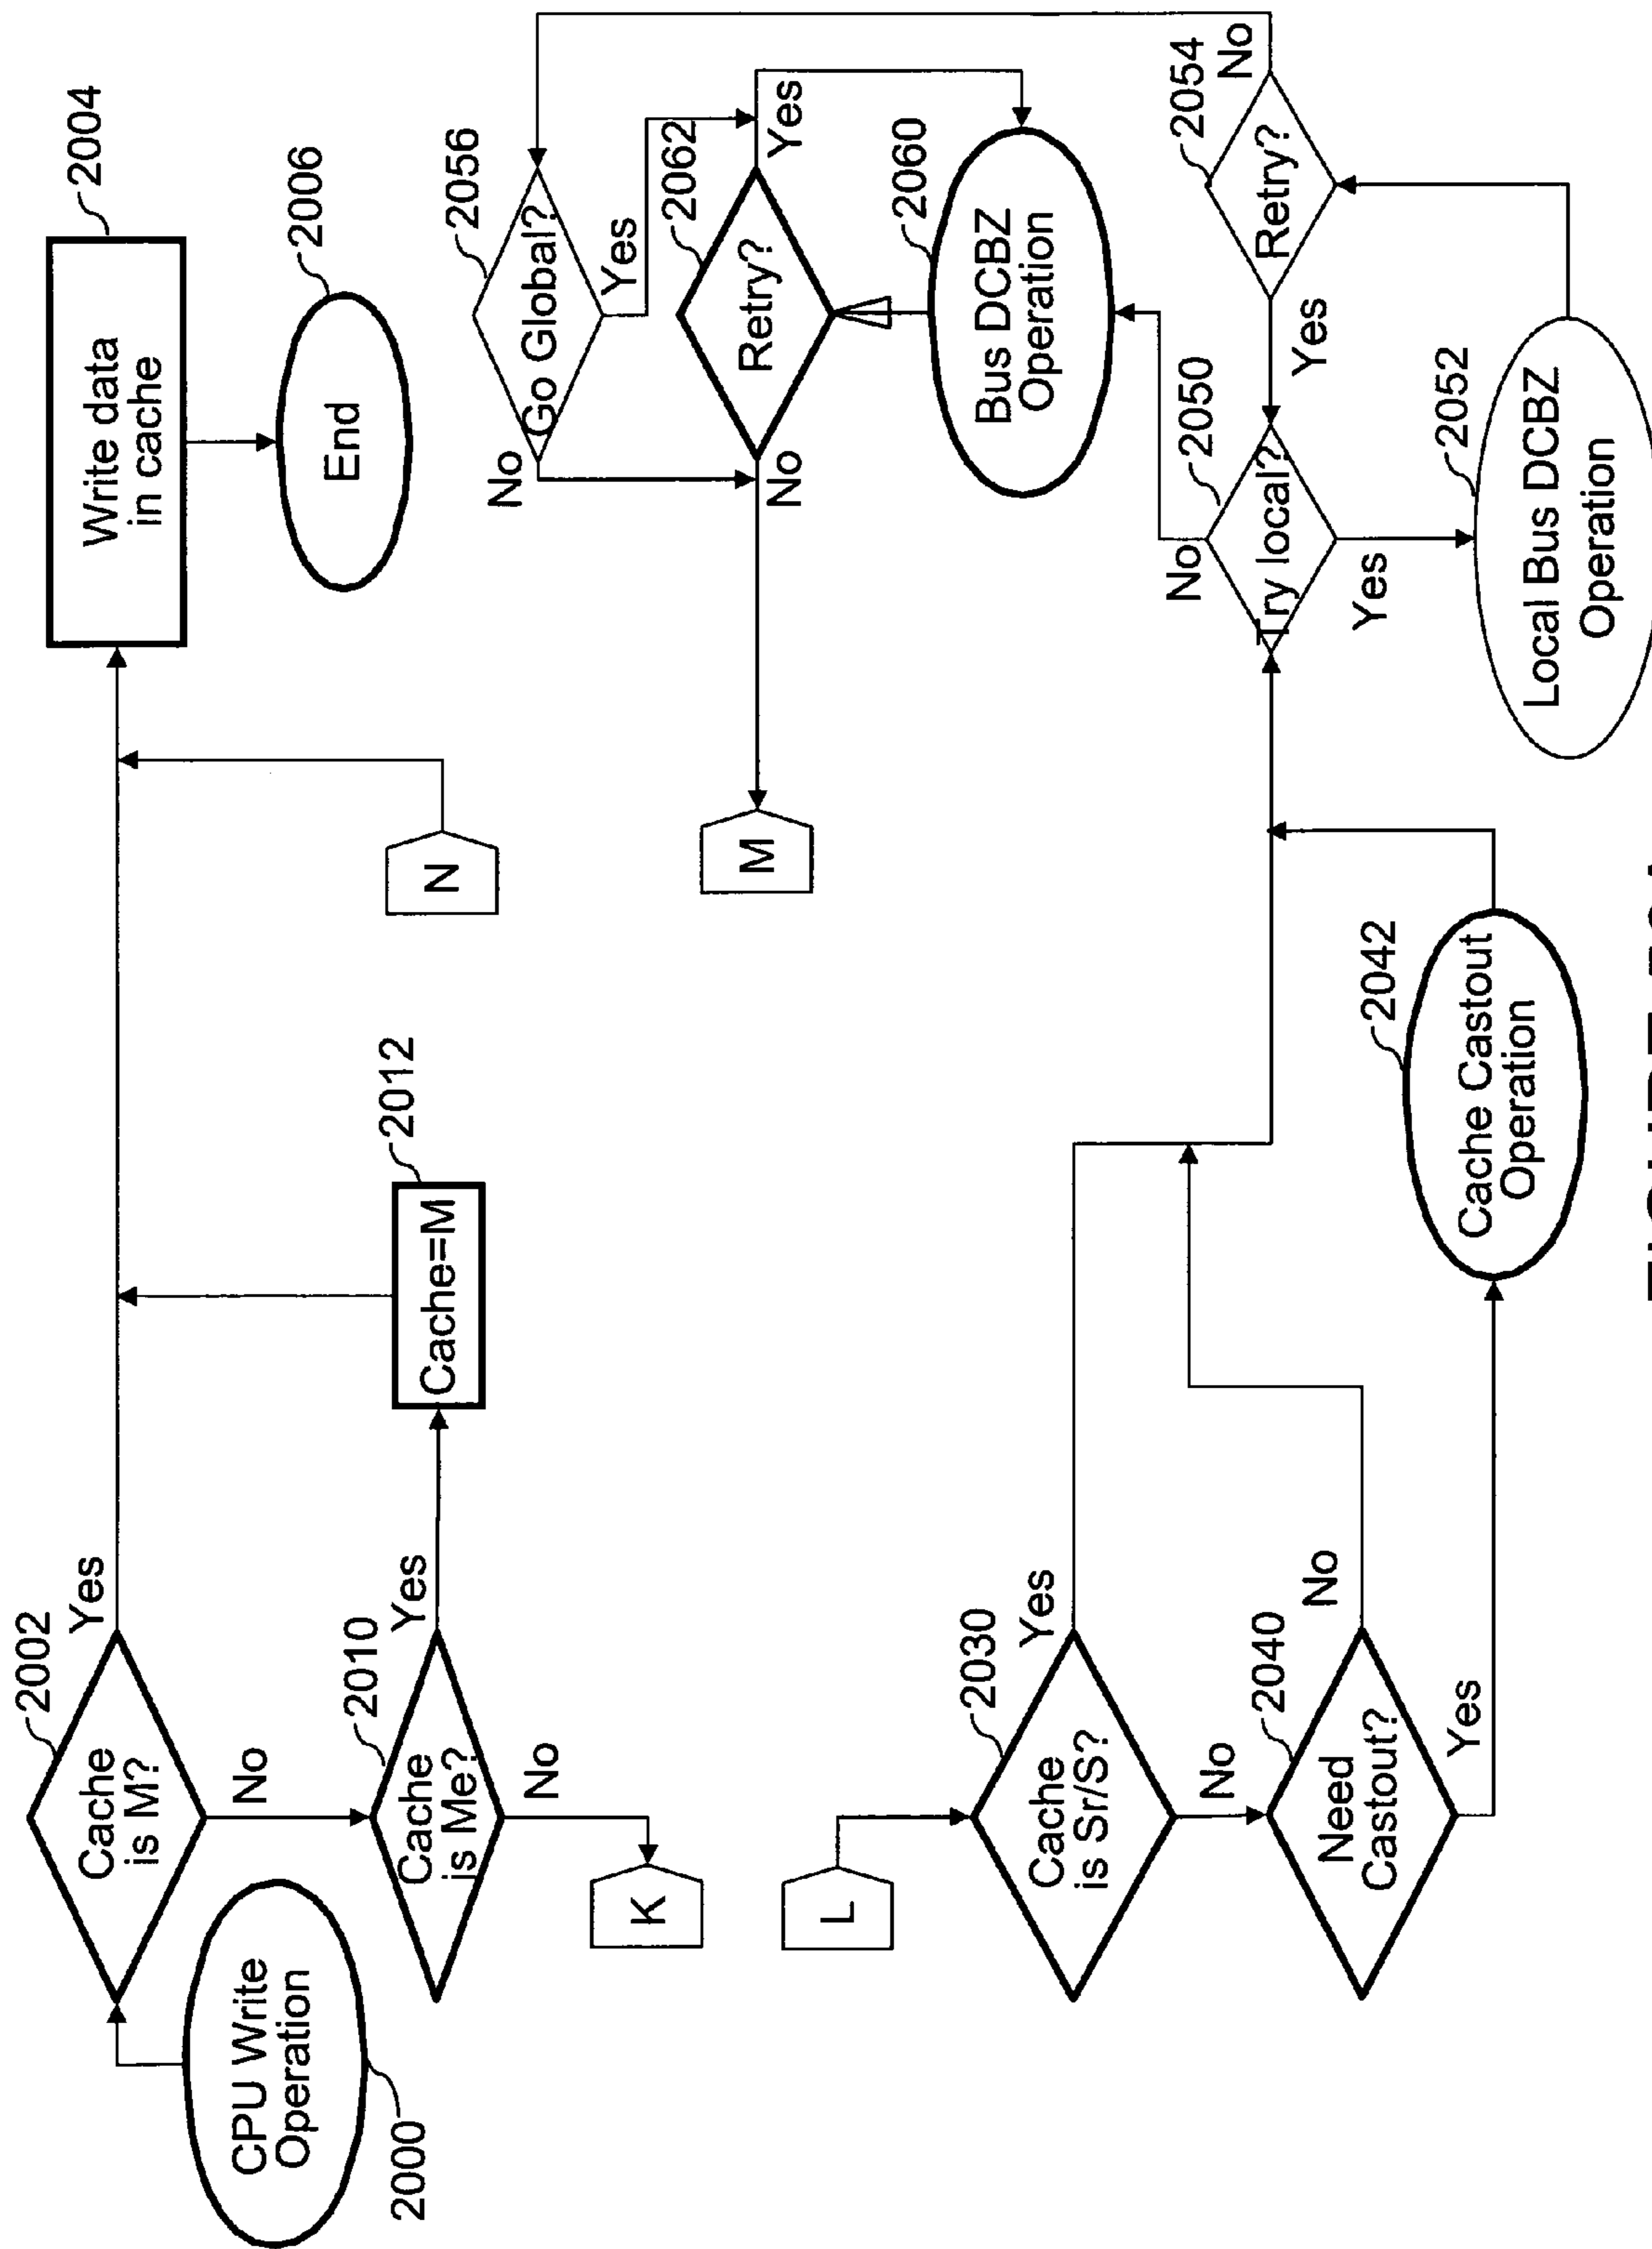 2000
CPU Write
Operation
2002
Cache
is M?
Yes
No
2004
Write data
in cache
2006
End
2010
Cache
is Me?
Yes
No
2012
Cache=M
N
K
2056
Go Global?
No
Yes
2062
Retry?
Yes
No
M
L
2060
Bus DCBZ
Operation
2030
Cache
is Sr/S?
Yes
No
2040
Need
Castout?
No
Yes
2042
Cache Castout
Operation
2050
Try local?
No
Yes
2054
Retry?
No
Yes
2052
Local Bus DCBZ
Operation